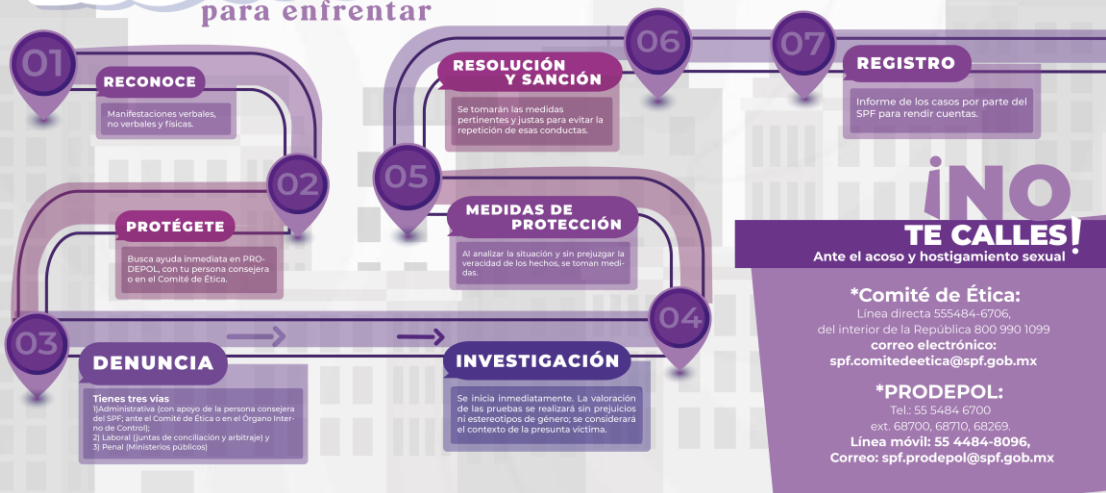 para enfrentar
01
RECONOCE
Manifestaciones verbales,
no verbales y físicas.
02
PROTÉGETE
Busca ayuda inmediata en PRO-
DEPOL, con tu persona consejera
o en el Comité de Ética.
03
DENUNCIA
Tienes tres vías
1)Administrativa (con apoyo de la persona consejera
del SPF; ante el Comité de Ética o en el Órgano Inter-
no de Control);
2) Laboral (juntas de conciliación y arbitraje) y
3) Penal (Ministerios públicos)
04
INVESTIGACIÓN
Se inicia inmediatamente. La valoración
de las pruebas se realizará sin prejuicios
ni estereotipos de género; se considerará
el contexto de la presunta víctima.
05
MEDIDAS DE
PROTECCIÓN
Al analizar la situación y sin prejuzgar la
veracidad de los hechos, se toman medi-
das.
06
RESOLUCIÓN
Y SANCIÓN
Se tomarán las medidas
pertinentes y justas para evitar la
repetición de esas conductas.
07
REGISTRO
Informe de los casos por parte del
SPF para rendir cuentas.
¡NO
TE CALLES!
Ante el acoso y hostigamiento sexual
*Comité de Ética:
Línea directa 555484-6706,
del interior de la República 800 990 1099
correo electrónico:
spf.comitedeetica@spf.gob.mx
*PRODEPOL:
Tel.: 55 5484 6700
ext. 68700, 68710, 68269.
Línea móvil: 55 4484-8096,
Correo: spf.prodepol@spf.gob.mx